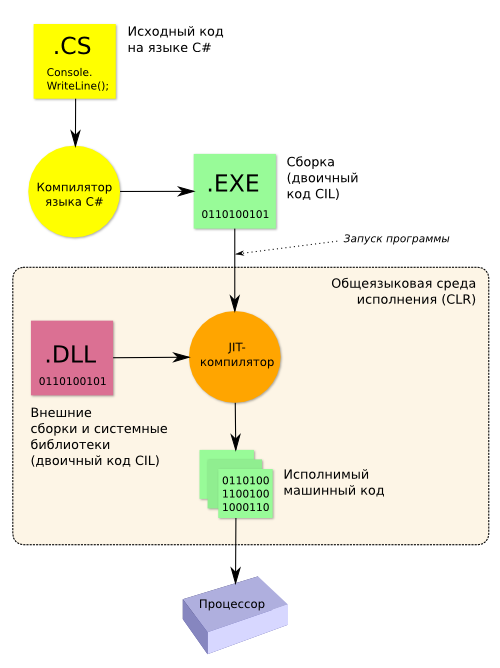 .CS
Console.
WriteLine();
Исходный код
на языке C#
Компилятор
языка C#
.EXE
0110100101
Сборка
(двоичный
код CIL)
Запуск программы
Общеязыковая среда
исполнения (CLR)
.DLL
0110100101
JIT-
компилятор
Внешние
сборки и системные
библиотеки
(двоичный код CIL)
0110100
1100100
1000110
Исполнимый
машинный код
Процессор